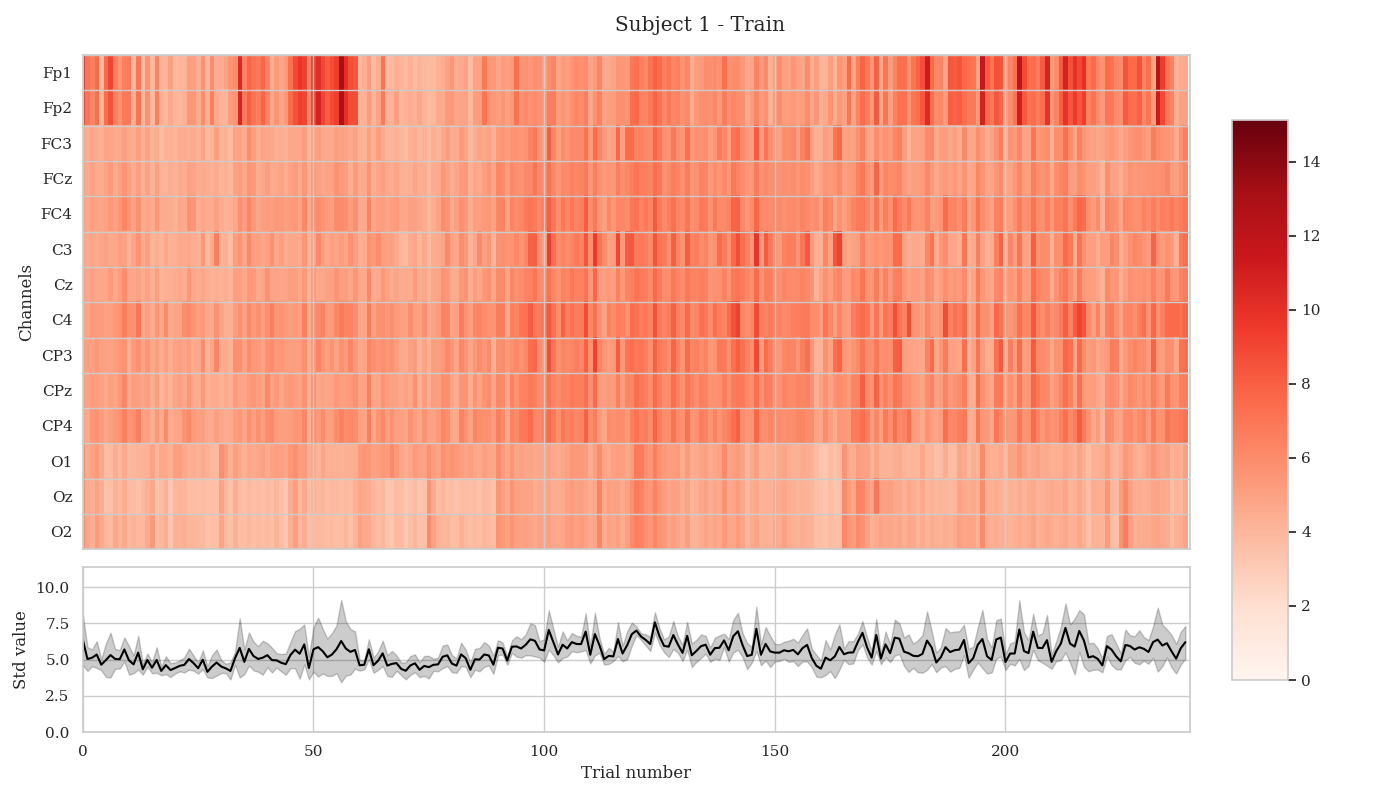 Subject 1 - Train
Channels
Fp1
Fp2
FC3
FCz
FC4
C3
Cz
C4
CP3
CPz
CP4
O1
Oz
O2
14
12
10
8
6
4
2
0
Std value
10.0
7.5
5.0
2.5
0.0
0 50 100 150 200
Trial number